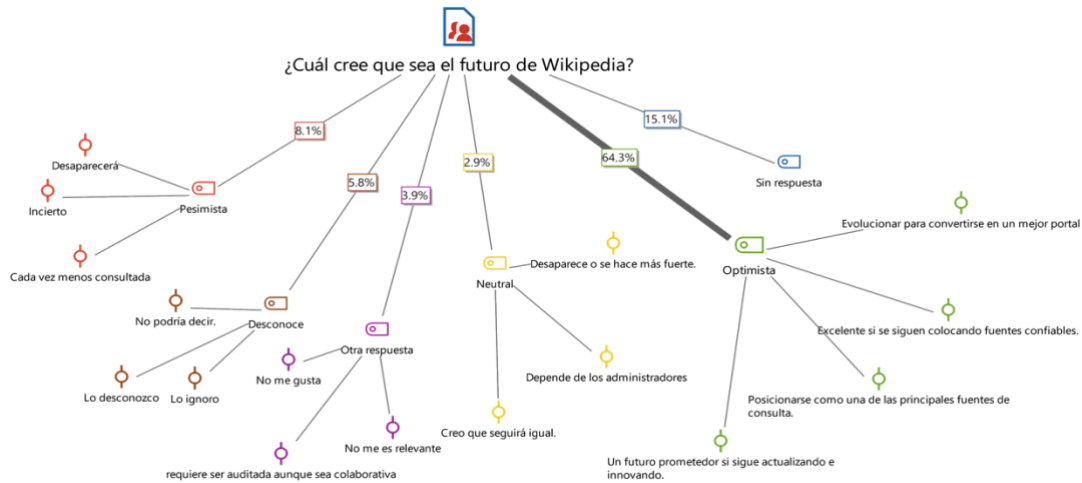 ¿Cuál cree que sea el futuro de Wikipedia?
8.1%
5.8%
3.9%
2.9%
64.3%
15.1%
Desaparecerá
Incierto
Pesimista
Cada vez menos consultada
No podría decir.
Desconoce
Lo desconozco
Lo ignoro
Otra respuesta
No me gusta
No me es relevante
requiere ser auditada aunque sea colaborativa
Desaparece o se hace más fuerte.
Neutral
Depende de los administradores
Creo que seguirá igual.
Sin respuesta
Evolucionar para convertirse en un mejor portal
Optimista
Excelente si se siguen colocando fuentes confiables.
Posicionarse como una de las principales fuentes de
consulta.
Un futuro prometedor si sigue actualizando e
innovando.